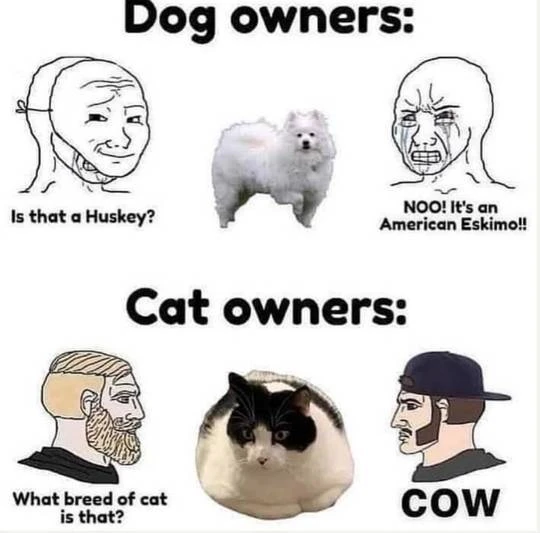 Dog owners:
Is that a Huskey?
NOO! It's an
American Eskimo!!
Cat owners:
What breed of cat
is that?
COW